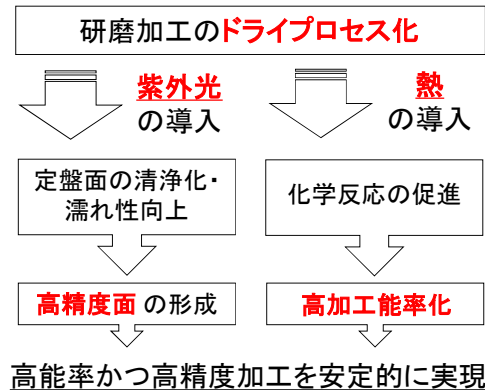 研磨加工のドライプロセス化
紫外光
の導入
熱
の導入
定盤面の清浄化・
濡れ性向上
化学反応の促進
高精度面 の形成
高加工能率化
高能率かつ高精度加工を安定的に実現